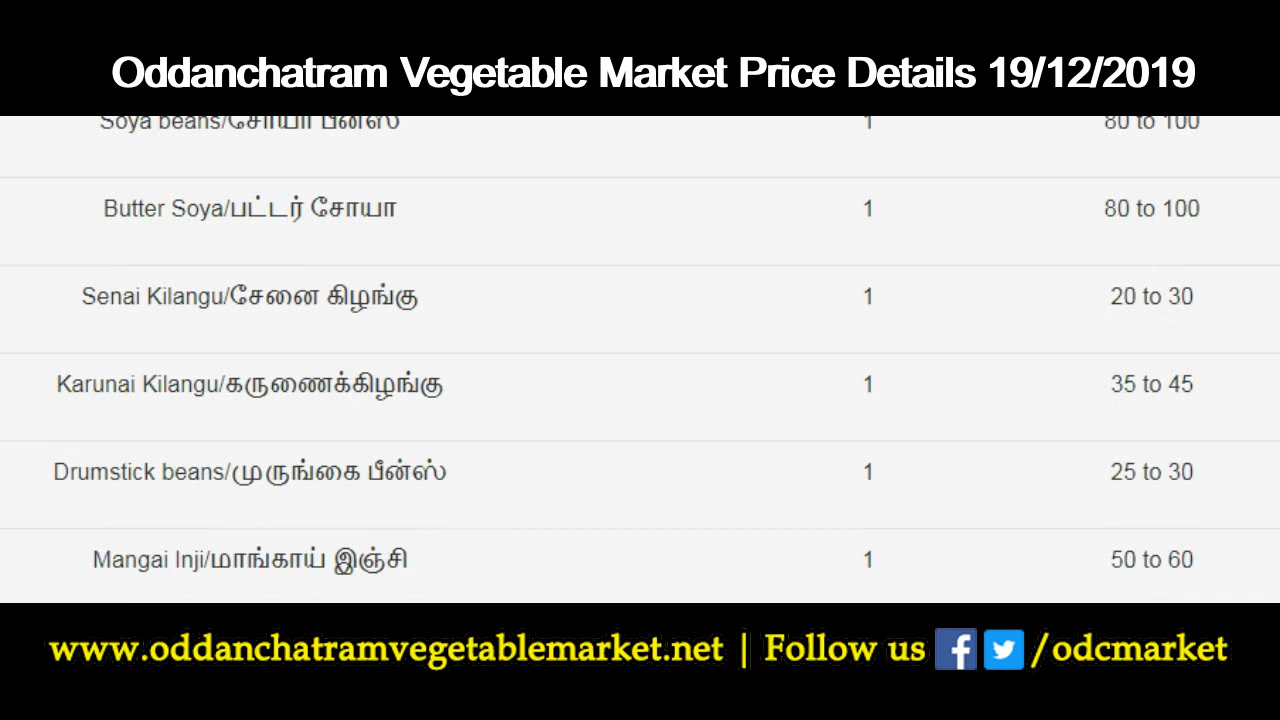 Oddanchatram Vegetable Market Price Details 19/12/2019
Soya beans/சோயா பீன்ஸ் 1 80 to 100
Butter Soya/பட்டர் சோயா 1 80 to 100
Senai Kilangu/சேனை கிழங்கு 1 20 to 30
Karunai Kilangu/கருணைக்கிழங்கு 1 35 to 45
Drumstick beans/முருங்கை பீன்ஸ் 1 25 to 30
Mangai Inji/மாங்காய் இஞ்சி 1 50 to 60
www.oddanchatramvegetablemarket.net | Follow us f /odcmarket